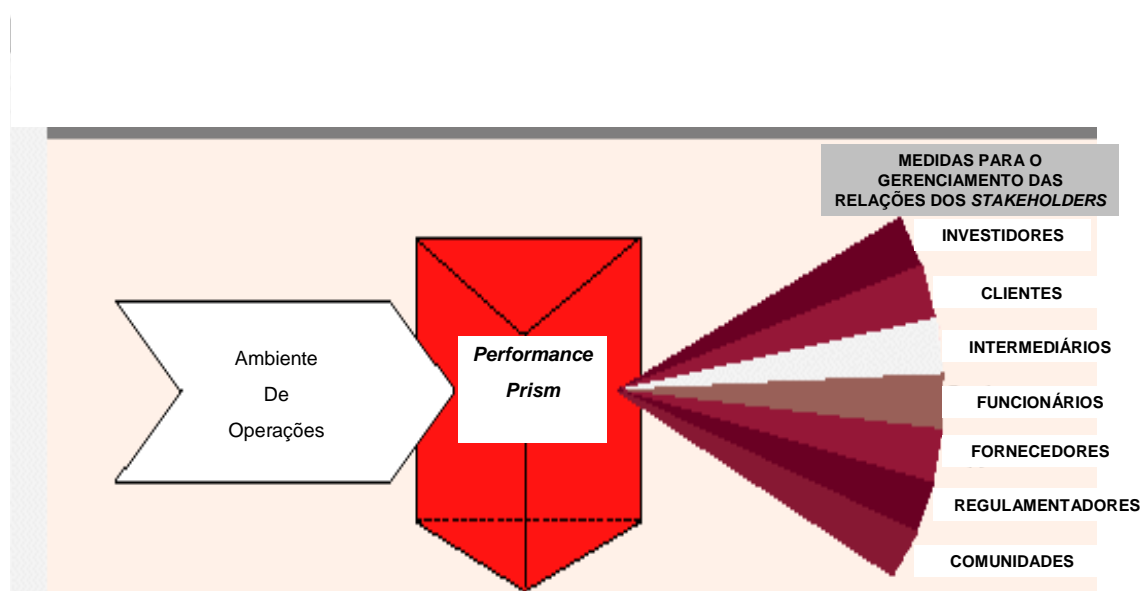 MEDIDAS PARA O
GERENCIAMENTO DAS
RELAÇÕES DOS STAKEHOLDERS
INVESTIDORES
CLIENTES
INTERMEDIÁRIOS
FUNCIONÁRIOS
FORNECEDORES
REGULAMENTADORES
COMUNIDADES
Performance
Prism
Ambiente
De
Operações